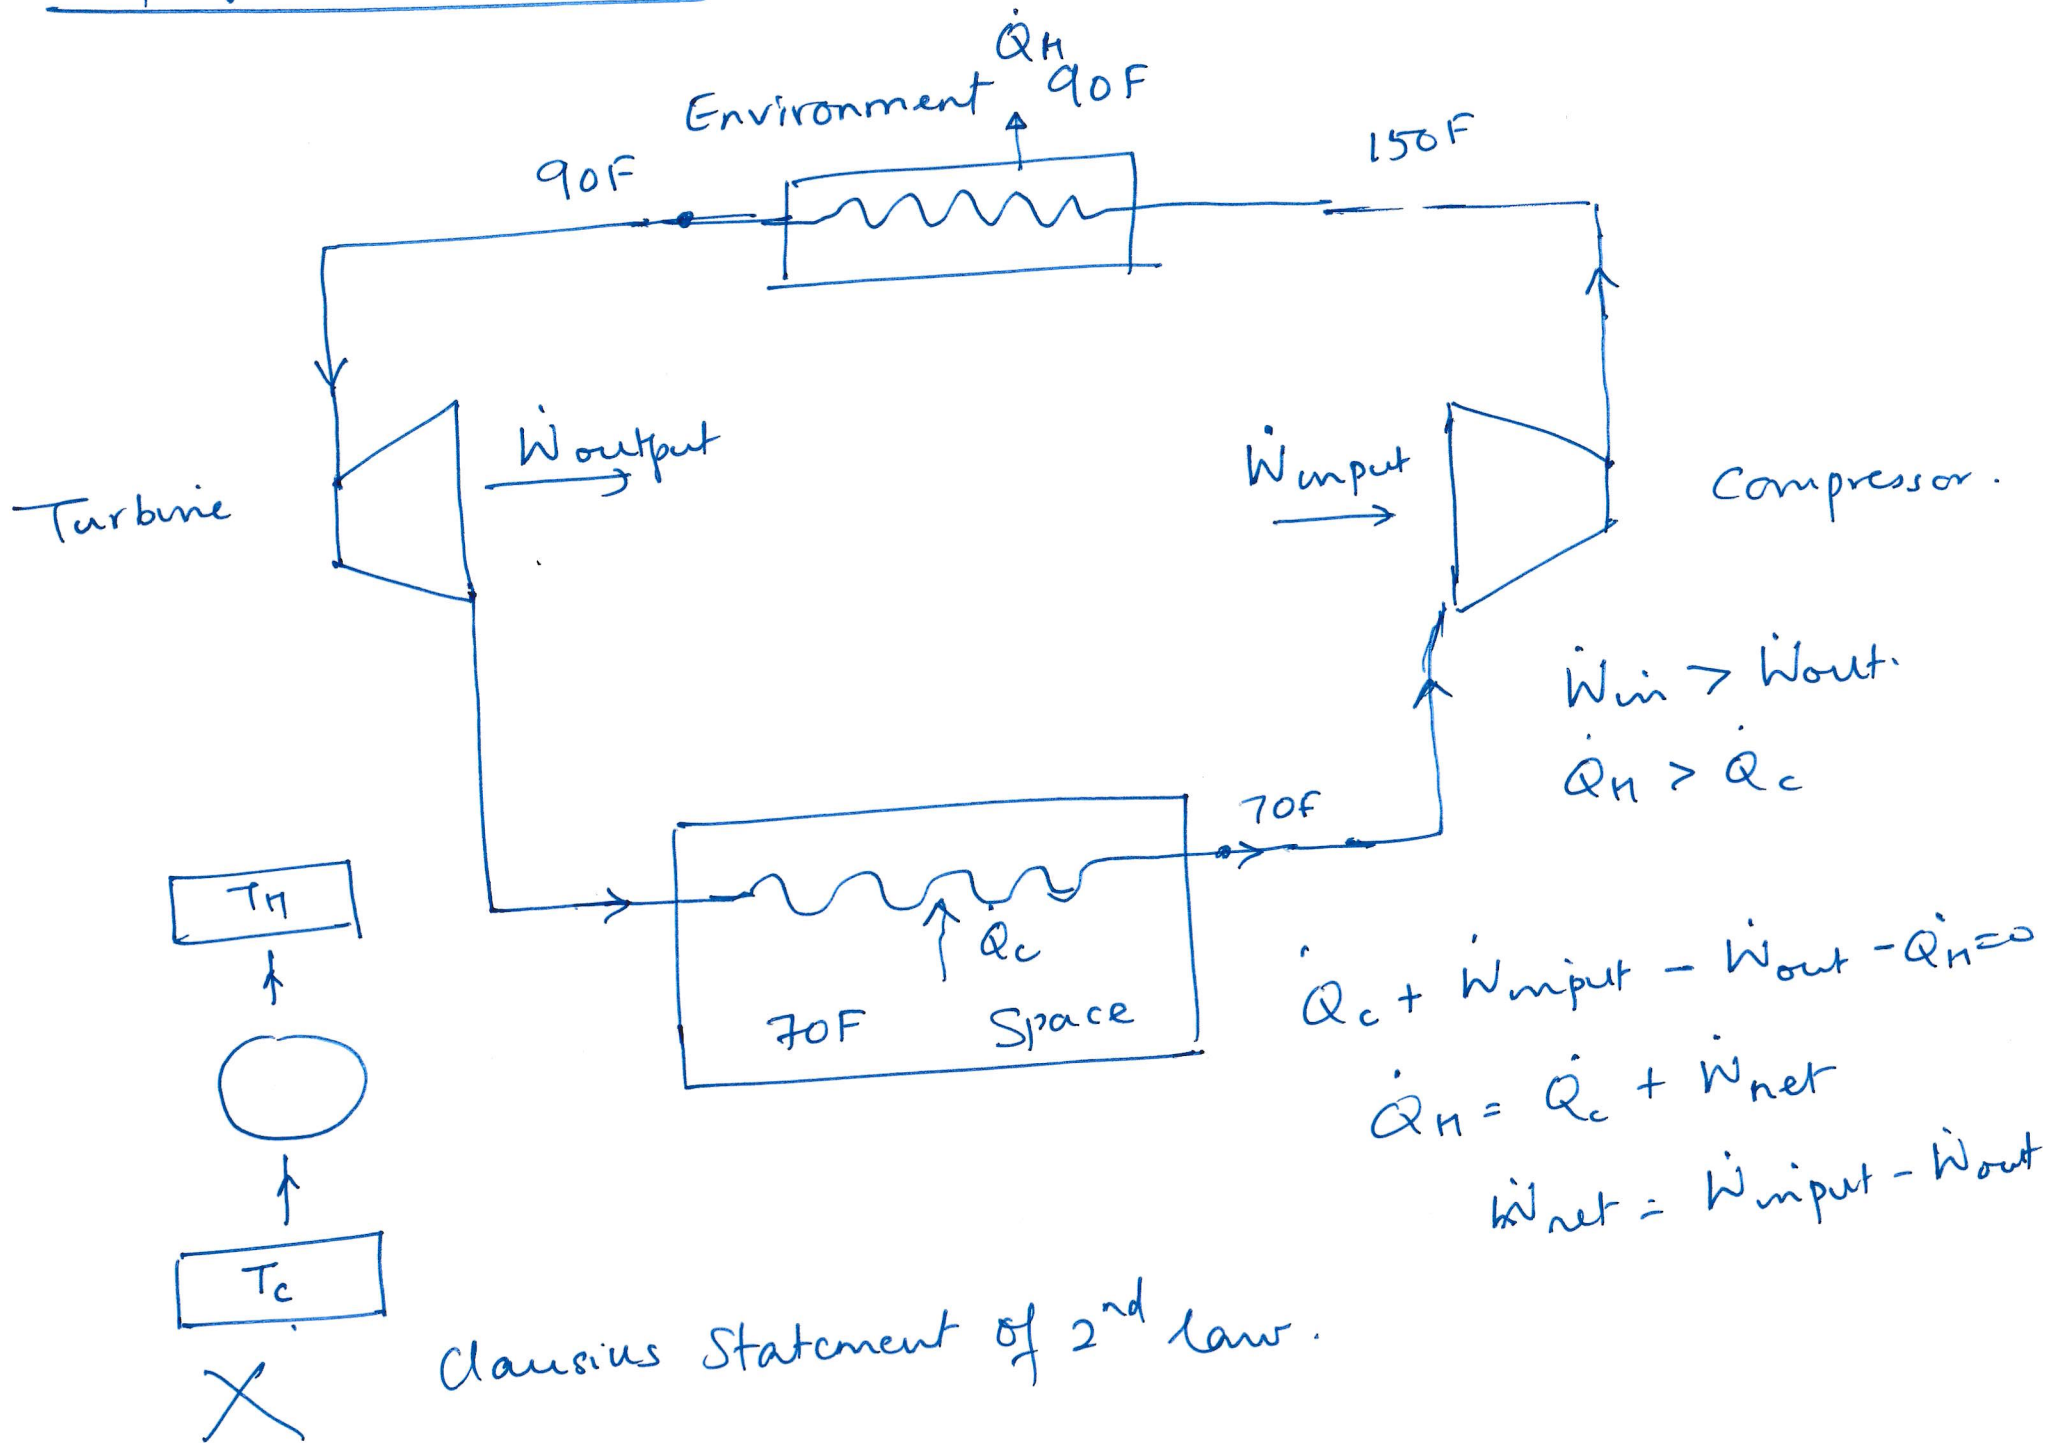 Q̇H
Environment 90F
90F
150F
Ẇoutput
Ẇinput
Turbine
Compressor.
Ẇin > Ẇout.
Q̇H > Q̇c
70F
TH
Q̇c
70F Space
Q̇c + Ẇinput - Ẇout - Q̇H=0
Q̇H = Q̇c + Ẇnet
Ẇnet = Ẇinput - Ẇout
Tc
Clausius Statement of 2nd law.